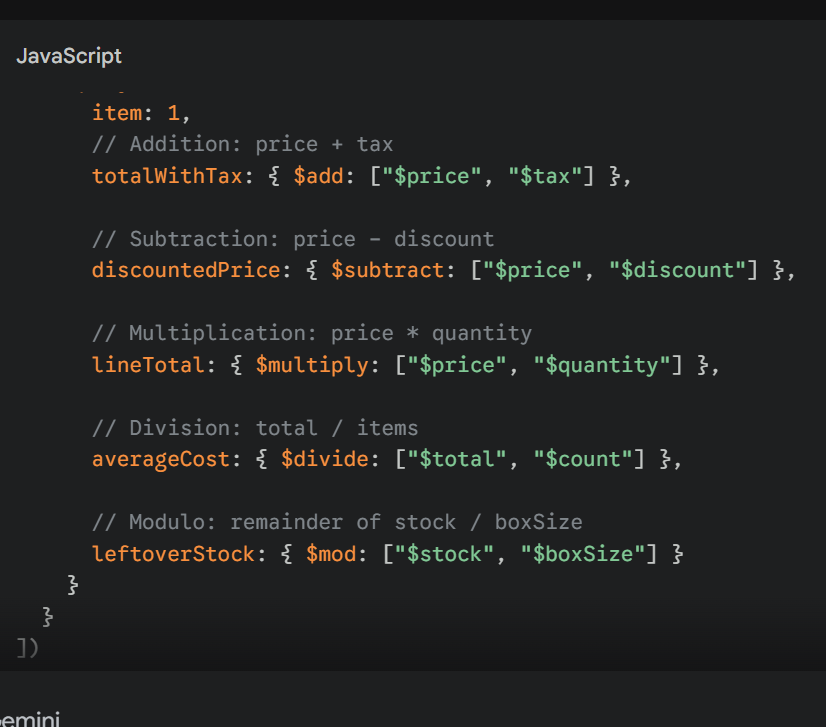 JavaScript
item: 1,
// Addition: price + tax
totalWithTax: { $add: ["$price", "$tax"] },
// Subtraction: price - discount
discountedPrice: { $subtract: ["$price", "$discount"] },
// Multiplication: price * quantity
lineTotal: { $multiply: ["$price", "$quantity"] },
// Division: total / items
averageCost: { $divide: ["$total", "$count"] },
// Modulo: remainder of stock / boxSize
leftoverStock: { $mod: ["$stock", "$boxSize"] }
}
}
])
emini